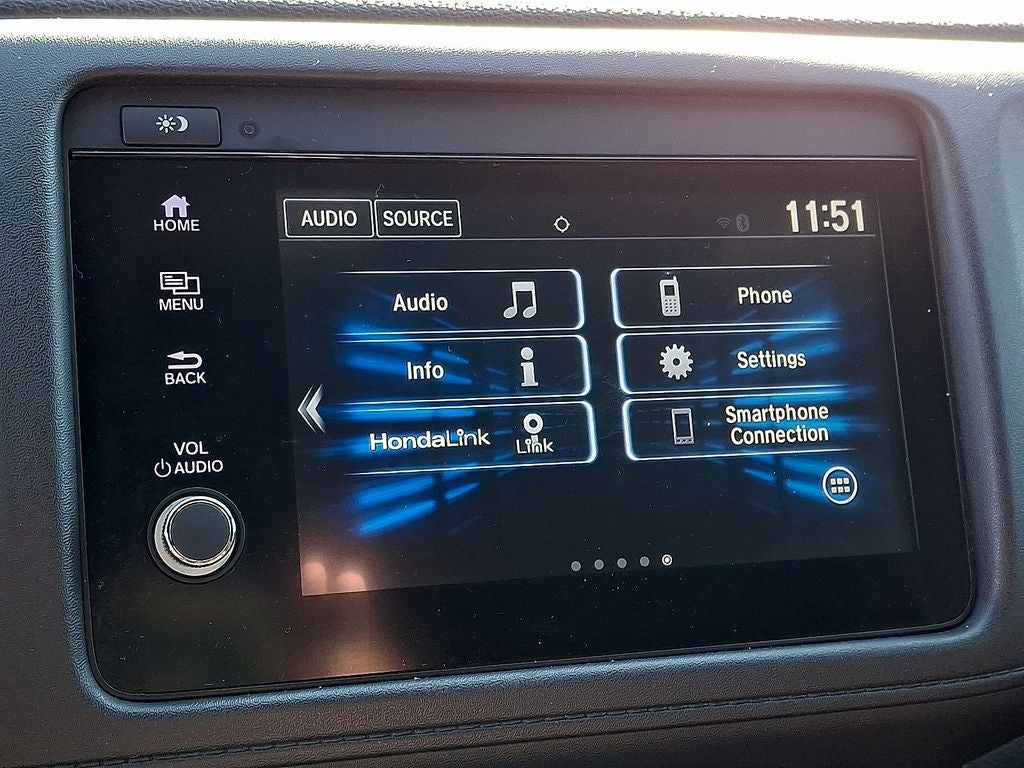 HOME
MENU
BACK
VOL
AUDIO
AUDIO SOURCE 11:51
Audio
Phone
Info
Settings
HondaLink
Link
Smartphone
Connection